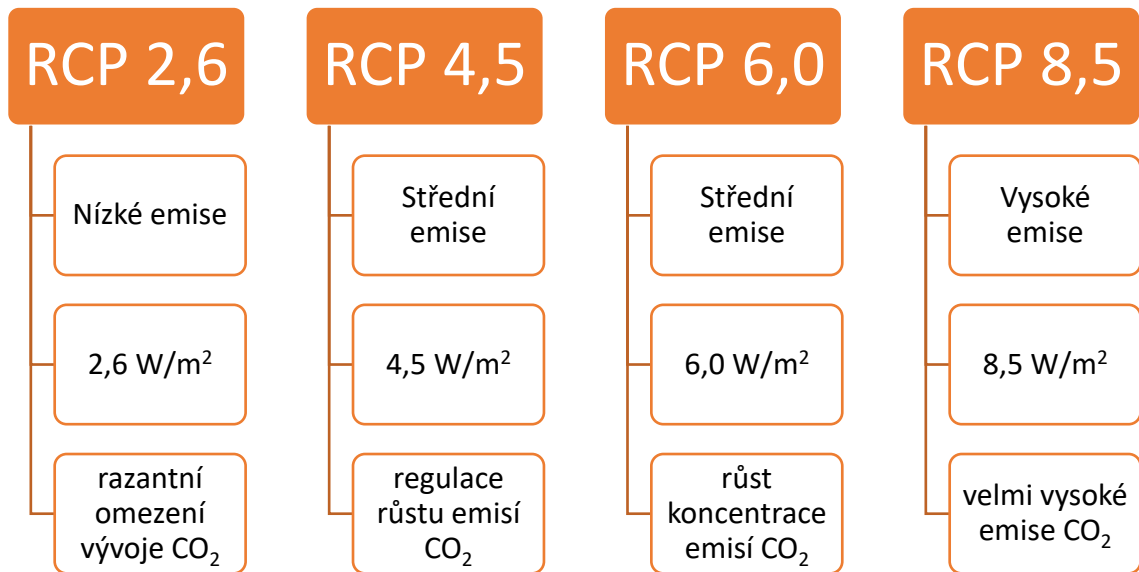 RCP 2,6
Nízké emise
2,6 W/m²
razantní
omezení
vývoje CO₂
RCP 4,5
Střední
emise
4,5 W/m²
regulace
růstu emisí
CO₂
RCP 6,0
Střední
emise
6,0 W/m²
růst
koncentrace
emisí CO₂
RCP 8,5
Vysoké
emise
8,5 W/m²
velmi vysoké
emise CO₂